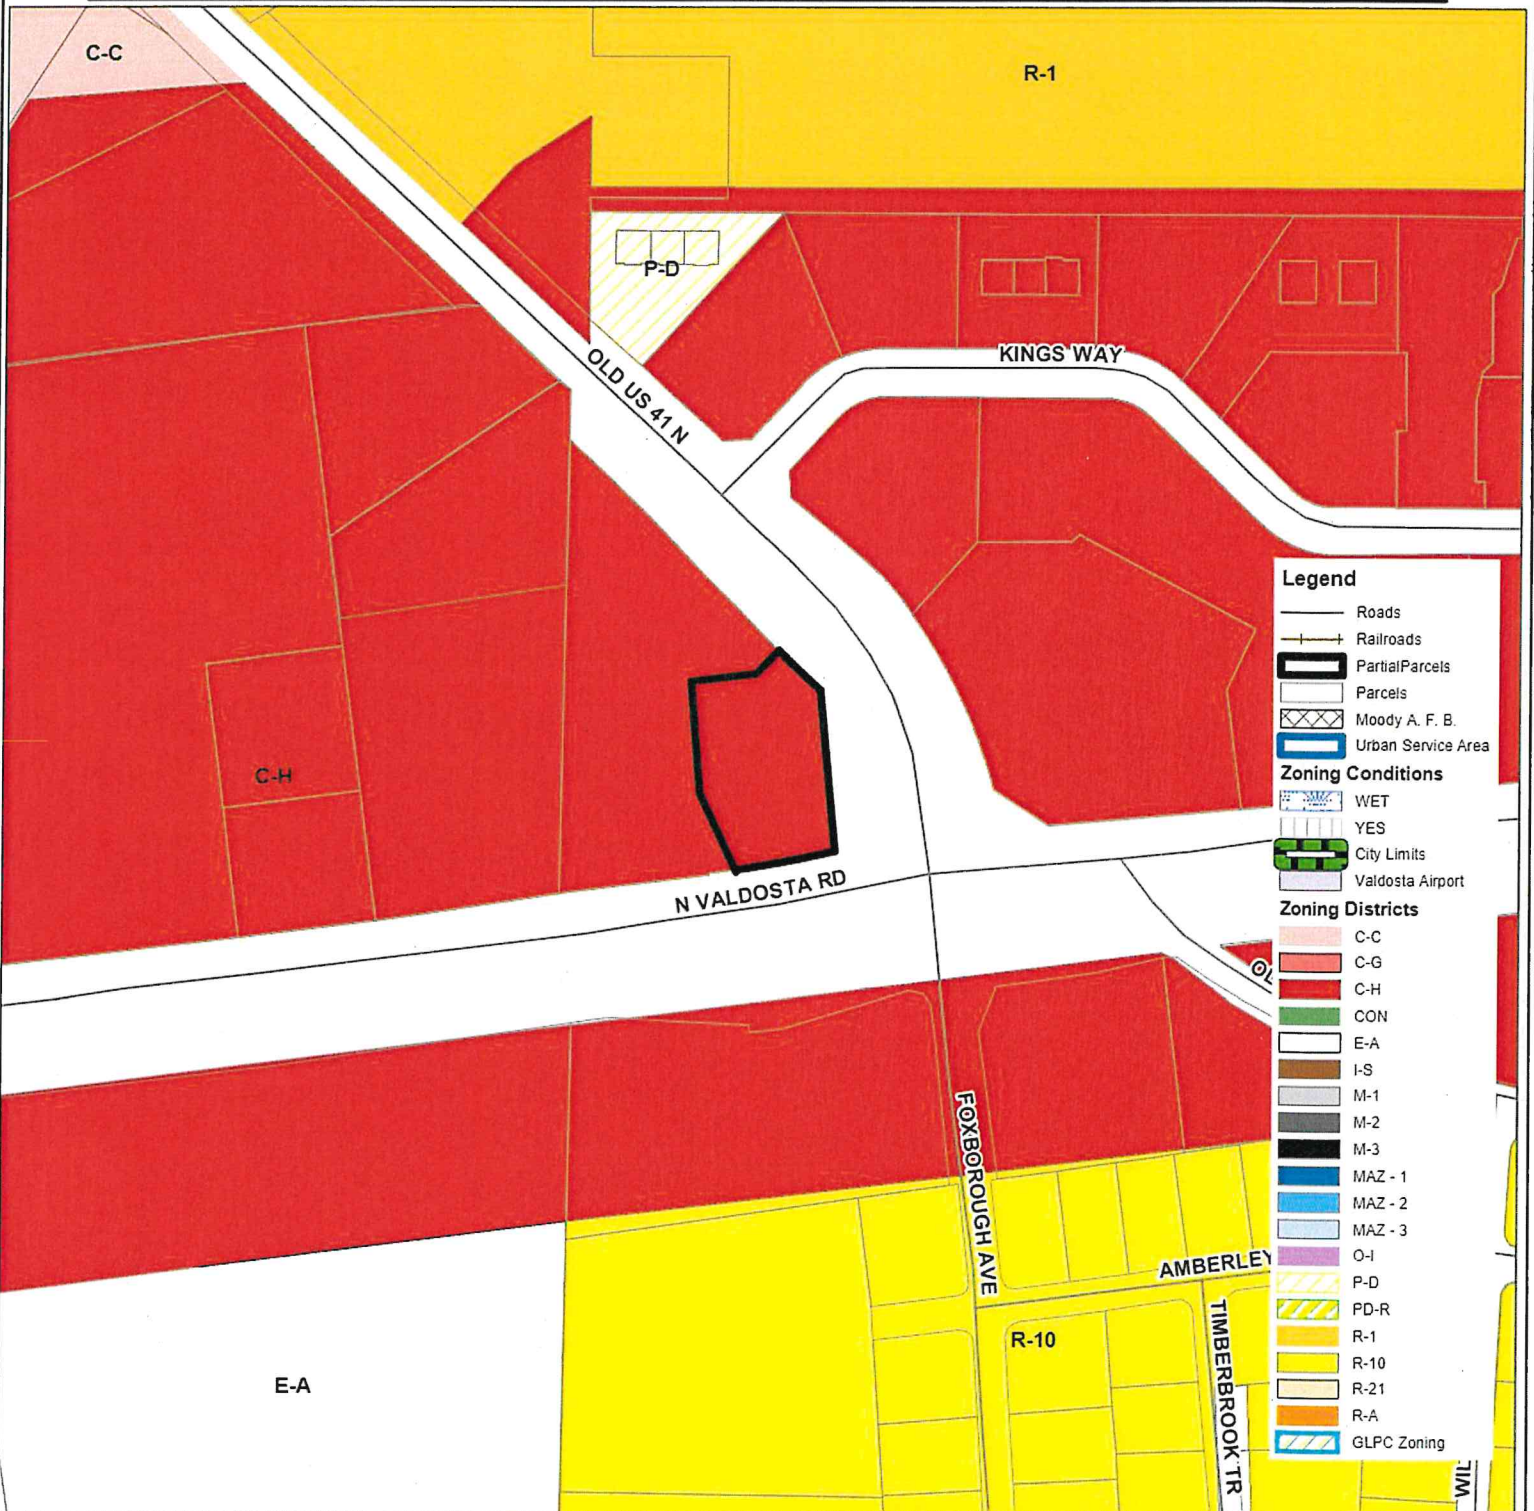 C-C
R-1
P-D
KINGS WAY
OLD US 41 N
C-H
N VALDOSTA RD
OL
FOXBOROUGH AVE
AMBERLEY
TIMBERBROOK TR
R-10
E-A
WIL
Legend
Roads
Railroads
PartialParcels
Parcels
Moody A. F. B.
Urban Service Area
Zoning Conditions
WET
YES
City Limits
Valdosta Airport
Zoning Districts
C-C
C-G
C-H
CON
E-A
I-S
M-1
M-2
M-3
MAZ - 1
MAZ - 2
MAZ - 3
O-I
P-D
PD-R
R-1
R-10
R-21
R-A
GLPC Zoning